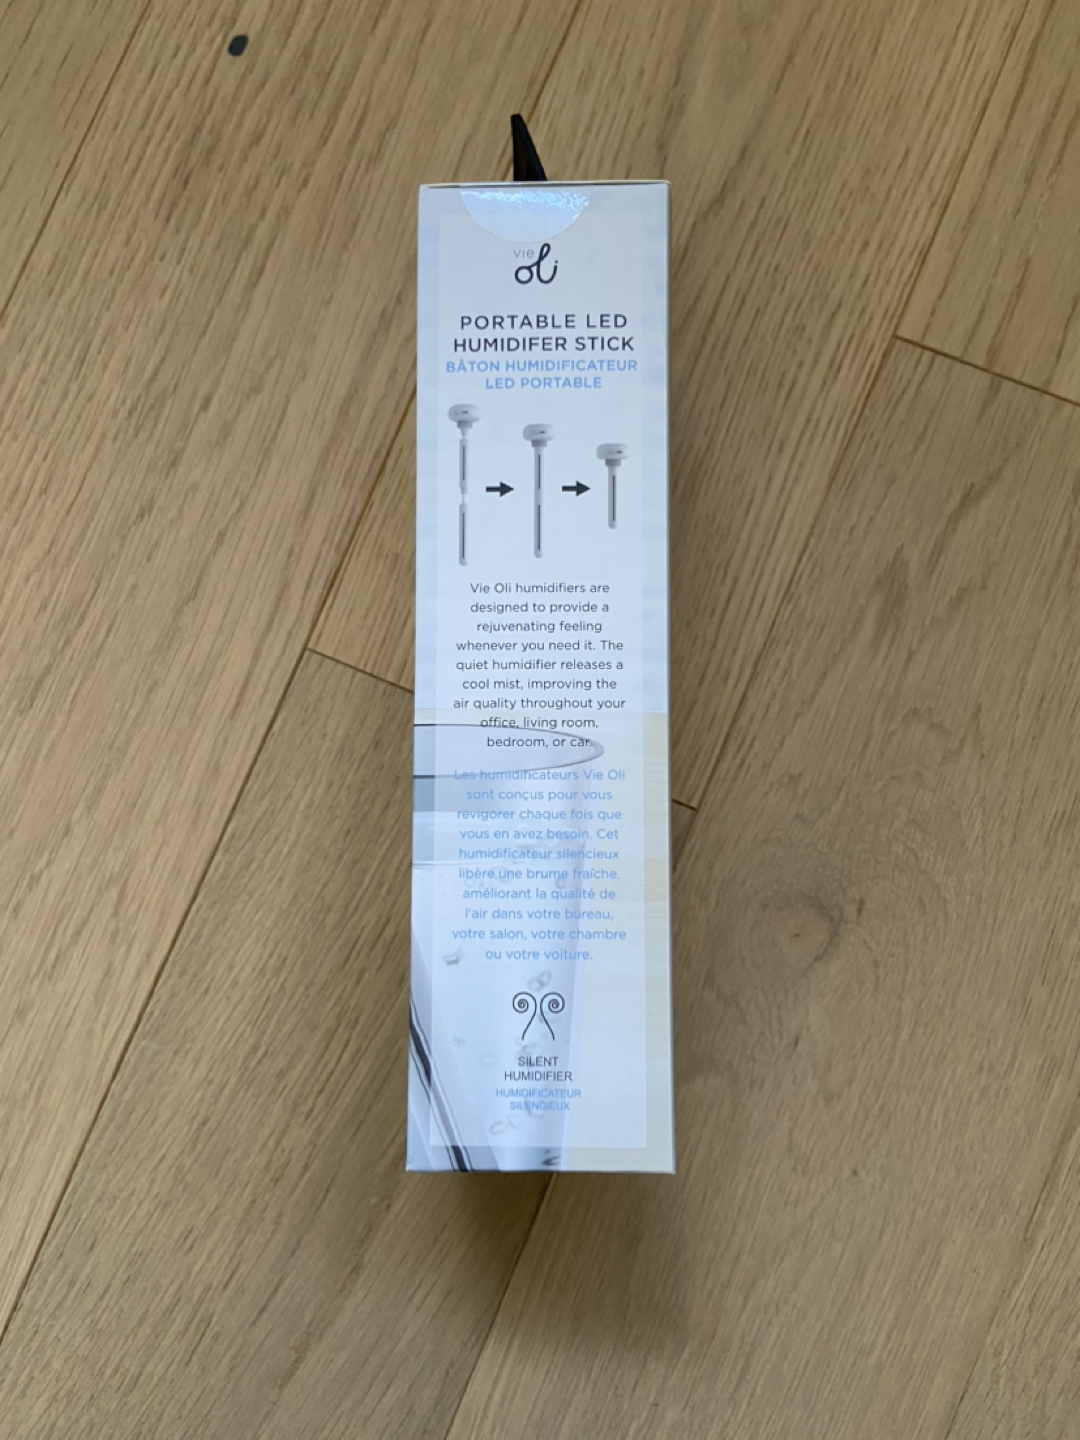 vie
oli
PORTABLE LED
HUMIDIFER STICK
BÂTON HUMIDIFICATEUR
LED PORTABLE
Vie Oli humidifiers are
designed to provide a
rejuvenating feeling
whenever you need it. The
quiet humidifier releases a
cool mist, improving the
air quality throughout your
office, living room,
bedroom, or car.
Les humidificateurs Vie Oli
sont conçus pour vous
revigorer chaque fois que
vous en avez besoin. Cet
humidificateur silencieux
libère une brume fraîche,
améliorant la qualité de
l'air dans votre bureau,
votre salon, votre chambre
ou votre voiture.
SILENT
HUMIDIFIER
HUMIDIFICATEUR
SILENCIEUX